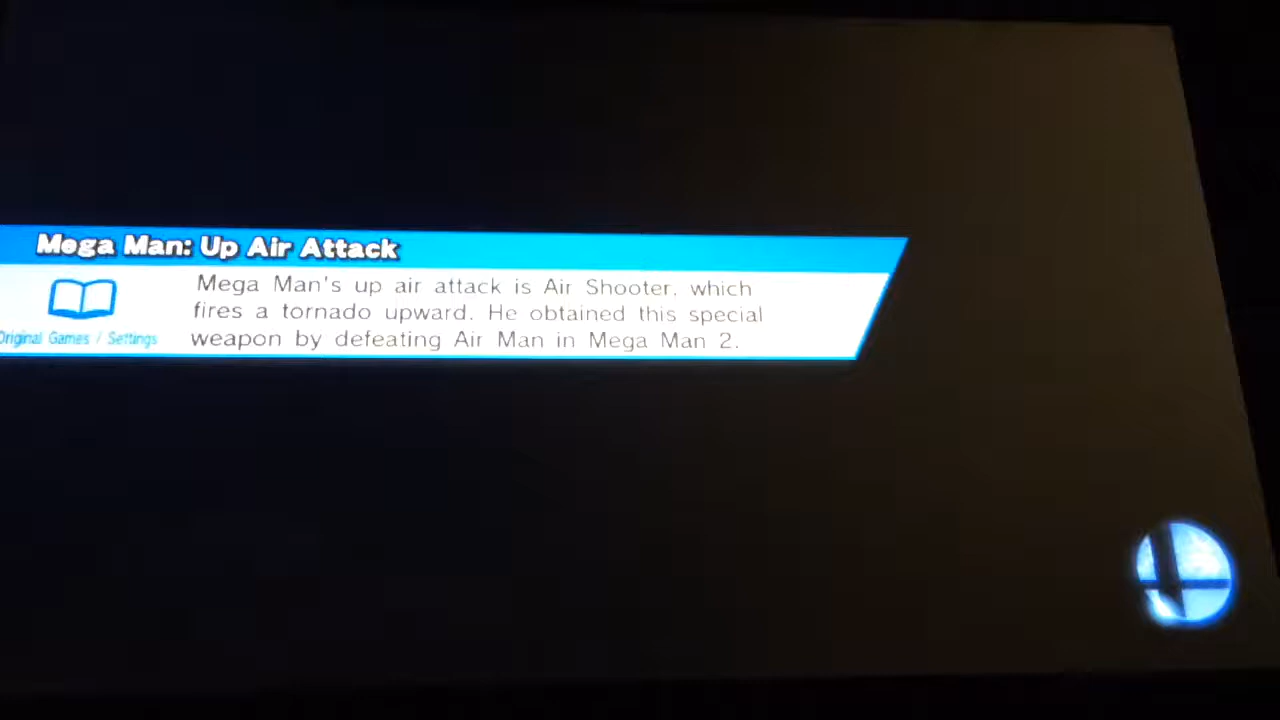 Mega Man: Up Air Attack
Mega Man's up air attack is Air Shooter, which
fires a tornado upward. He obtained this special
weapon by defeating Air Man in Mega Man 2.
Original Games / Settings